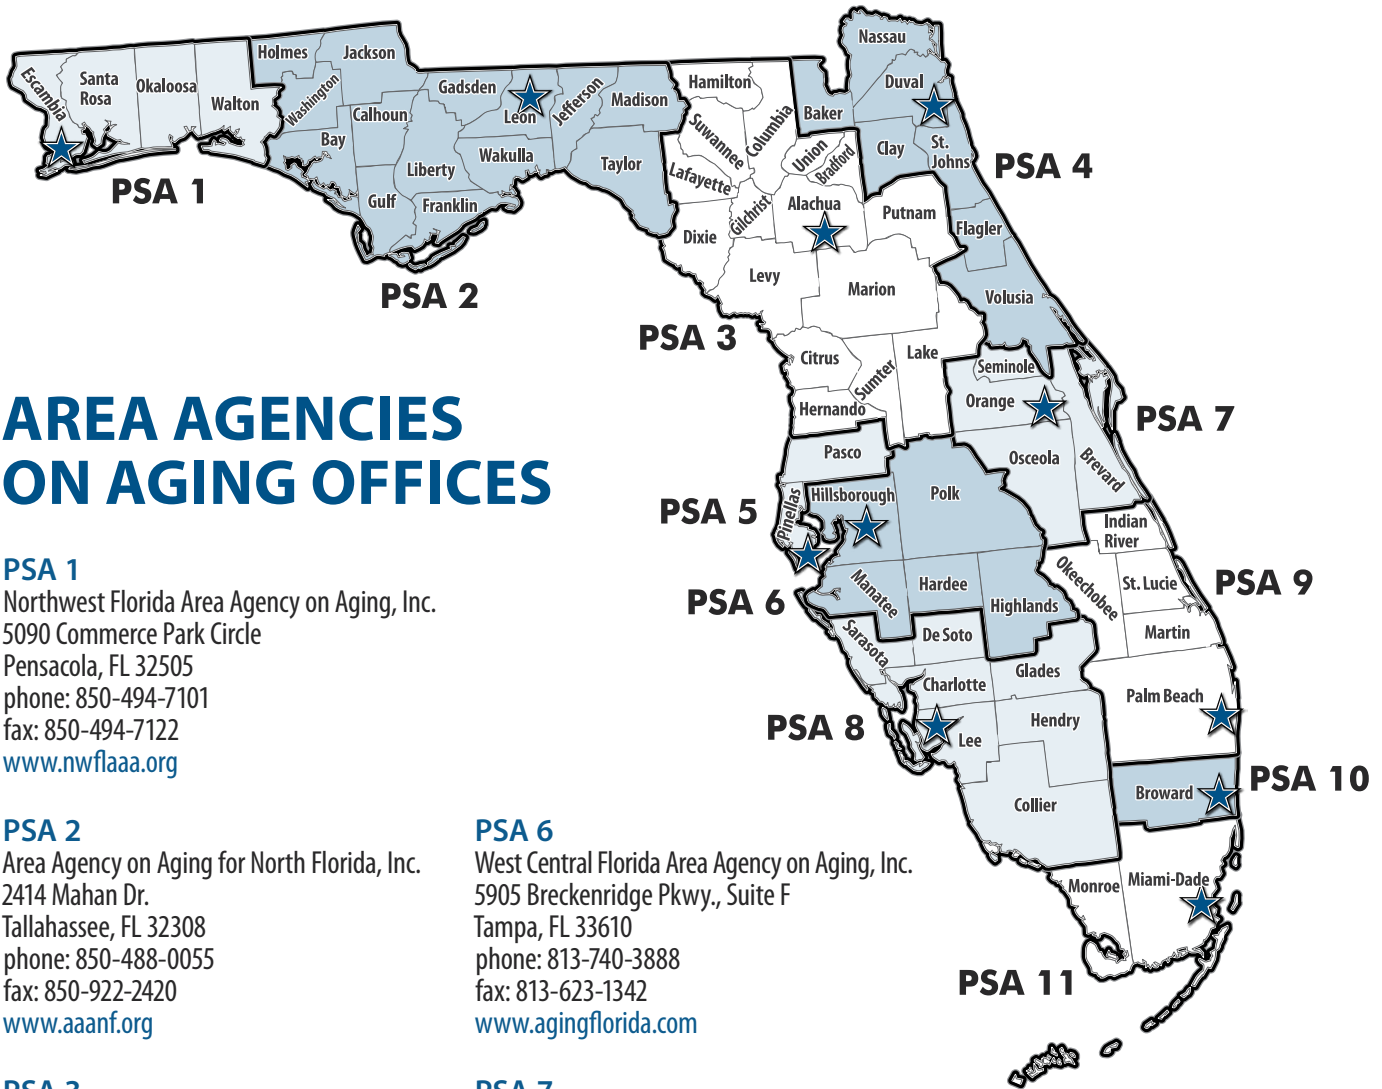 Nassau
Holmes
Jackson
Escambia
Santa
Rosa
Okaloosa
Walton
Washington
Gadsden
Leon
Jefferson
Madison
Hamilton
Duval
Baker
Bay
Calhoun
Liberty
Wakulla
Taylor
Suwannee
Columbia
Union
Bradford
Clay
St.
Johns
PSA 4
PSA 1
Gulf
Franklin
Lafayette
Gilchrist
Alachua
Putnam
Dixie
Flagler
PSA 2
Levy
Marion
Volusia
PSA 3
Citrus
Sumter
Lake
Seminole
Hernando
Orange
PSA 7
AREA AGENCIES
ON AGING OFFICES
Pasco
Osceola
Brevard
PSA 5
Pinellas
Hillsborough
Polk
Indian
River
PSA 6
Manatee
Hardee
Highlands
Okeechobee
St. Lucie
PSA 9
Sarasota
De Soto
Martin
Charlotte
Glades
Palm Beach
PSA 8
Lee
Hendry
Collier
Broward
PSA 10
Monroe
Miami-Dade
PSA 11
PSA 1
Northwest Florida Area Agency on Aging, Inc.
5090 Commerce Park Circle
Pensacola, FL 32505
phone: 850-494-7101
fax: 850-494-7122
www.nwflaaa.org
PSA 2
Area Agency on Aging for North Florida, Inc.
2414 Mahan Dr.
Tallahassee, FL 32308
phone: 850-488-0055
fax: 850-922-2420
www.aaanf.org
PSA 3
PSA 6
West Central Florida Area Agency on Aging, Inc.
5905 Breckenridge Pkwy., Suite F
Tampa, FL 33610
phone: 813-740-3888
fax: 813-623-1342
www.agingflorida.com
PSA 7